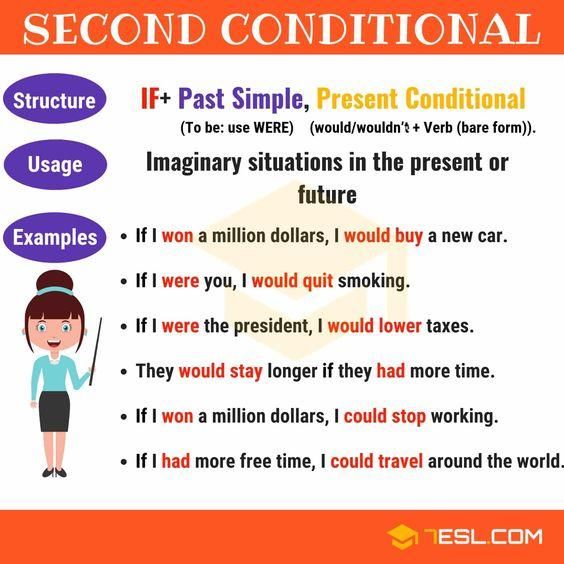 SECOND CONDITIONAL
Structure
IF+ Past Simple, Present Conditional
(To be: use WERE) (would/wouldn't + Verb (bare form)).
Usage
Imaginary situations in the present or
future
Examples
• If I won a million dollars, I would buy a new car.
• If I were you, I would quit smoking.
• If I were the president, I would lower taxes.
• They would stay longer if they had more time.
• If I won a million dollars, I could stop working.
• If I had more free time, I could travel around the world.
7ESL.COM